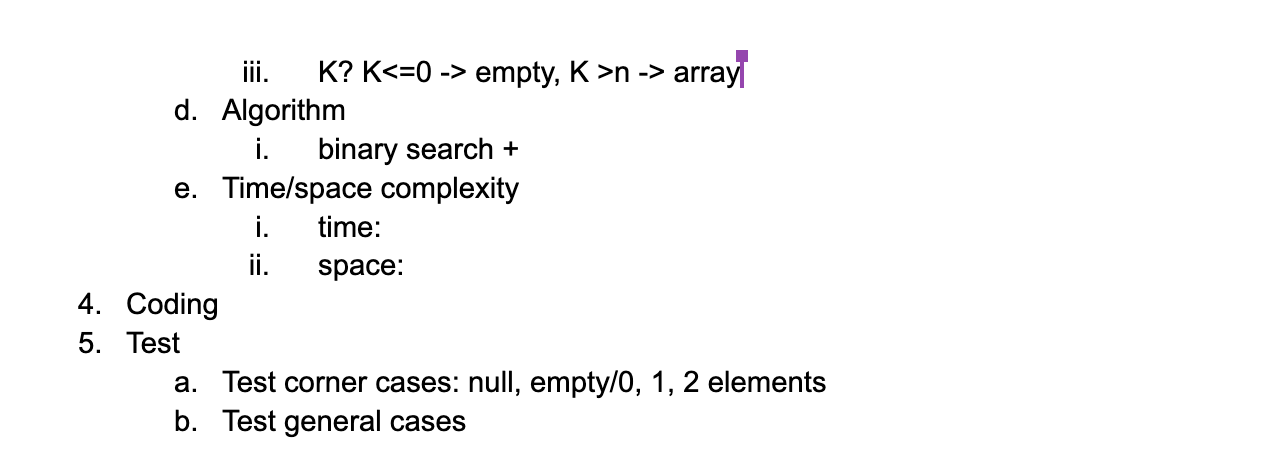 iii. K? K<=0 -> empty, K >n -> array
d. Algorithm
i. binary search +
e. Time/space complexity
i. time:
ii. space:
4. Coding
5. Test
a. Test corner cases: null, empty/0, 1, 2 elements
b. Test general cases